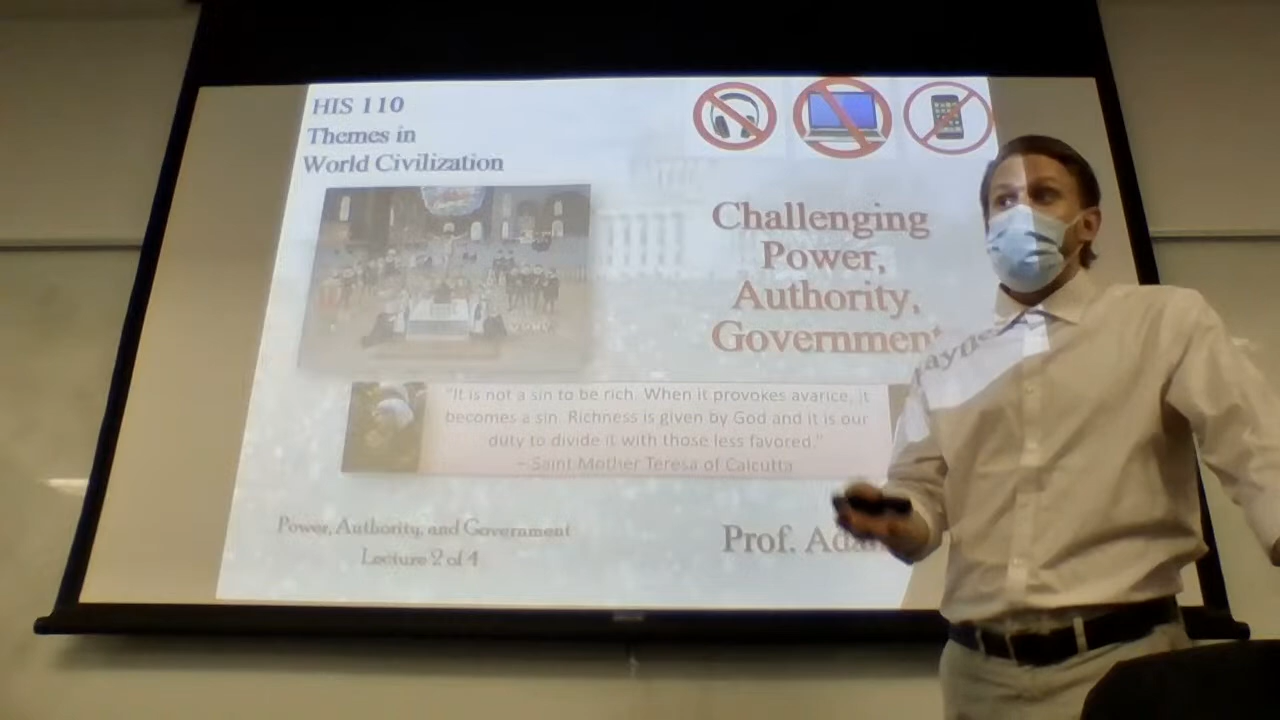 HIS 110
Themes in
World Civilization
Challenging
Power,
Authority,
Government
"It is not a sin to be rich. When it provokes avarice, it
becomes a sin. Richness is given by God and it is our
duty to divide it with those less favored."
– Saint Mother Teresa of Calcutta
Power, Authority, and Government
Lecture 2 of 4
Prof.